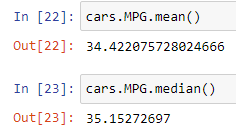 In [22]: cars.MPG.mean()
Out[22]: 34.422075728024666
In [23]: cars.MPG.median()
Out[23]: 35.15272697